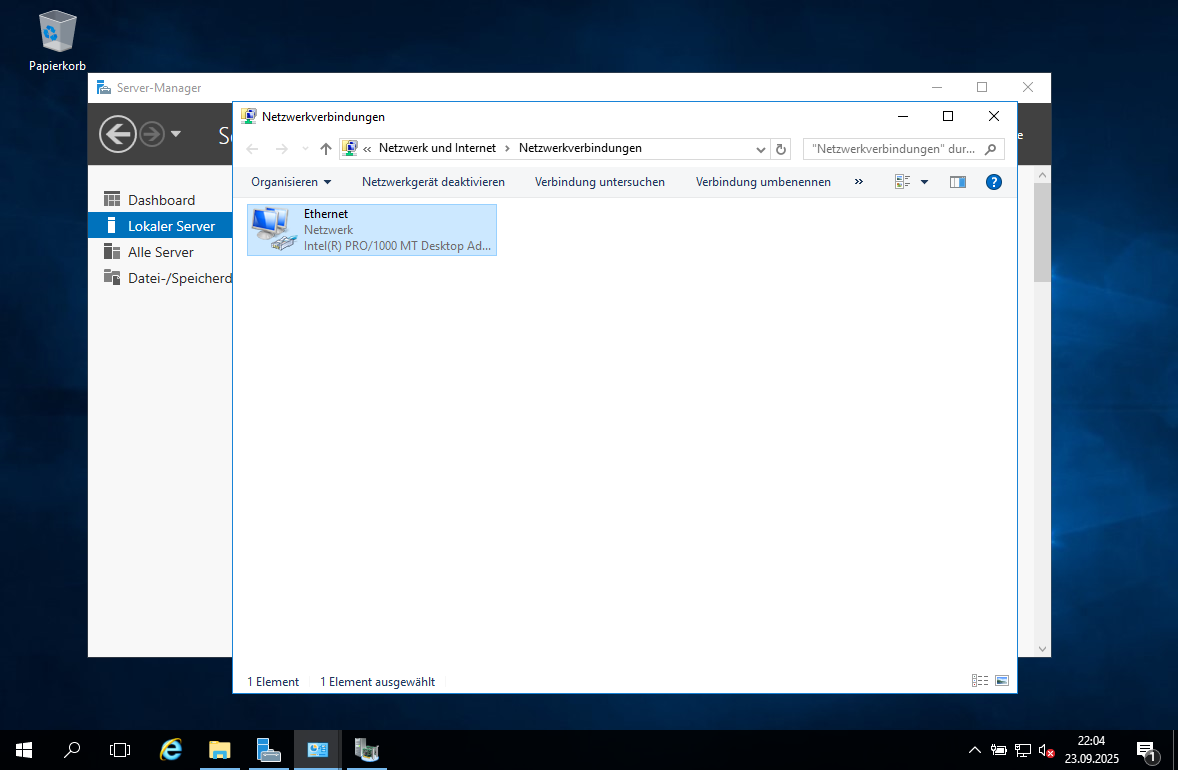 Papierkorb
Server-Manager
Netzwerkverbindungen
« Netzwerk und Internet › Netzwerkverbindungen
"Netzwerkverbindungen" dur...
Organisieren
Netzwerkgerät deaktivieren
Verbindung untersuchen
Verbindung umbenennen
»
Dashboard
Lokaler Server
Alle Server
Datei-/Speicherd
Ethernet
Netzwerk
Intel(R) PRO/1000 MT Desktop Ad...
1 Element
1 Element ausgewählt
22:04
23.09.2025
1